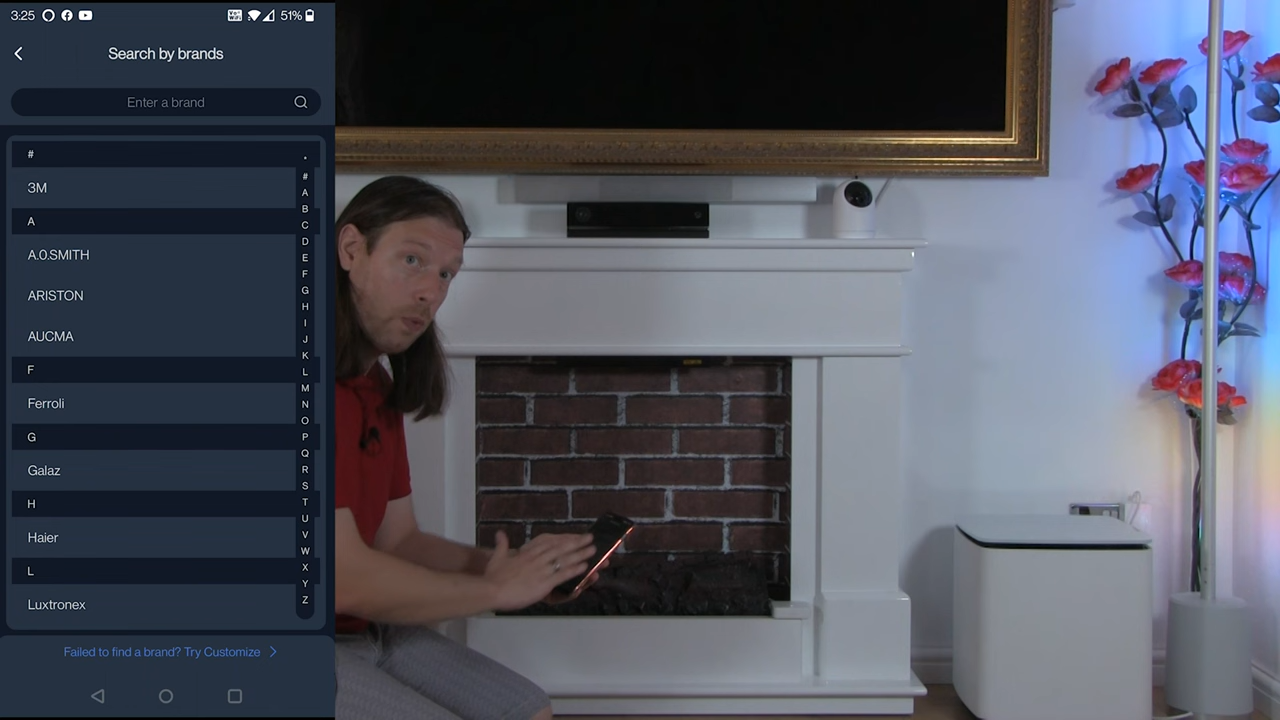 3:25 51%
Search by brands
Enter a brand
#
3M
A
A.O.SMITH
ARISTON
AUCMA
F
Ferroli
G
Galaz
H
Haier
L
Luxtronex
#
A
B
C
D
E
F
G
H
I
J
K
L
M
N
O
P
Q
R
S
T
U
V
W
X
Y
Z
Failed to find a brand? Try Customize